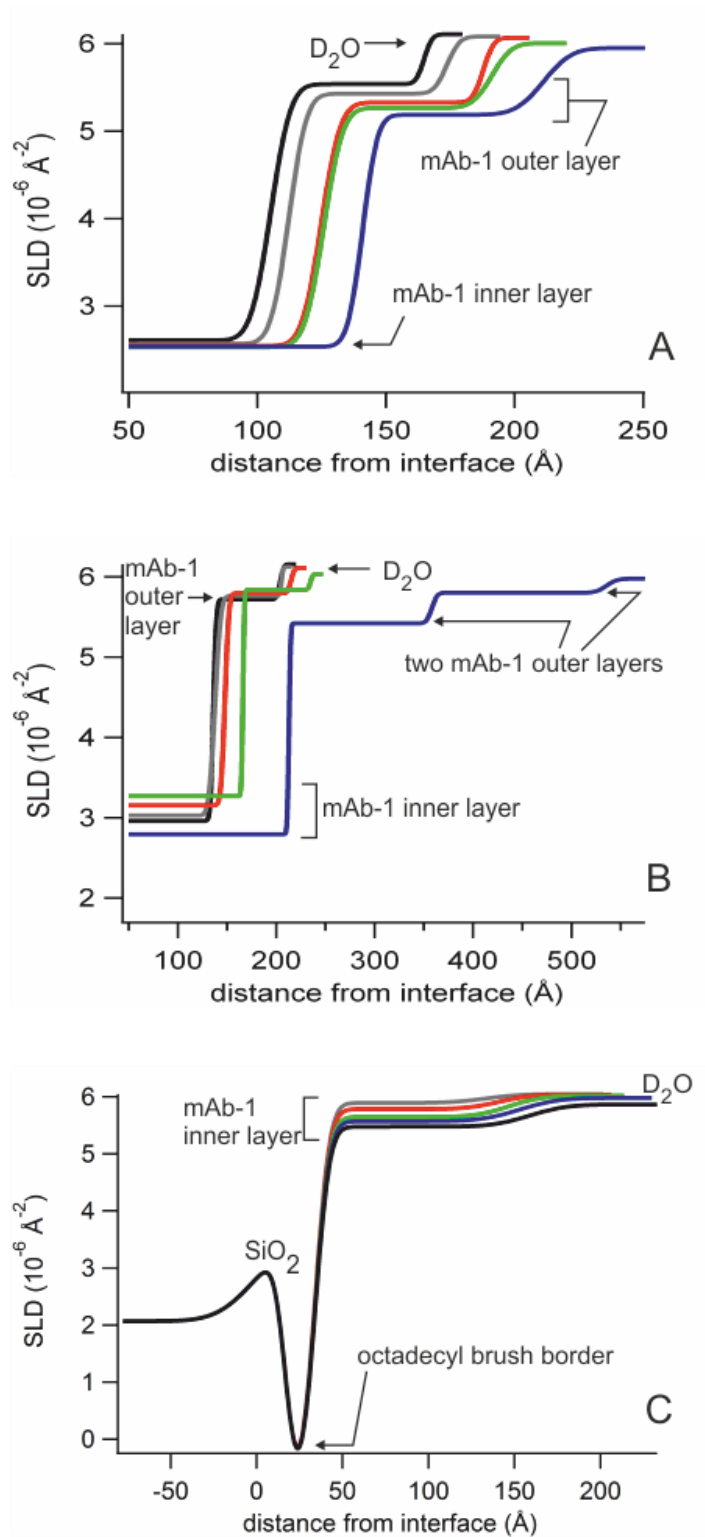 6
5
4
3
SLD (10⁻⁶ Å⁻²)
D₂O
mAb-1 outer layer
mAb-1 inner layer
A
50 100 150 200 250
distance from interface (Å)
6
5
4
3
2
SLD (10⁻⁶ Å⁻²)
mAb-1
outer
layer
D₂O
two mAb-1 outer layers
mAb-1 inner layer
B
100 200 300 400 500
distance from interface (Å)
6
5
4
3
2
1
0
SLD (10⁻⁶ Å⁻²)
mAb-1
inner layer
D₂O
SiO₂
octadecyl brush border
C
-50 0 50 100 150 200
distance from interface (Å)